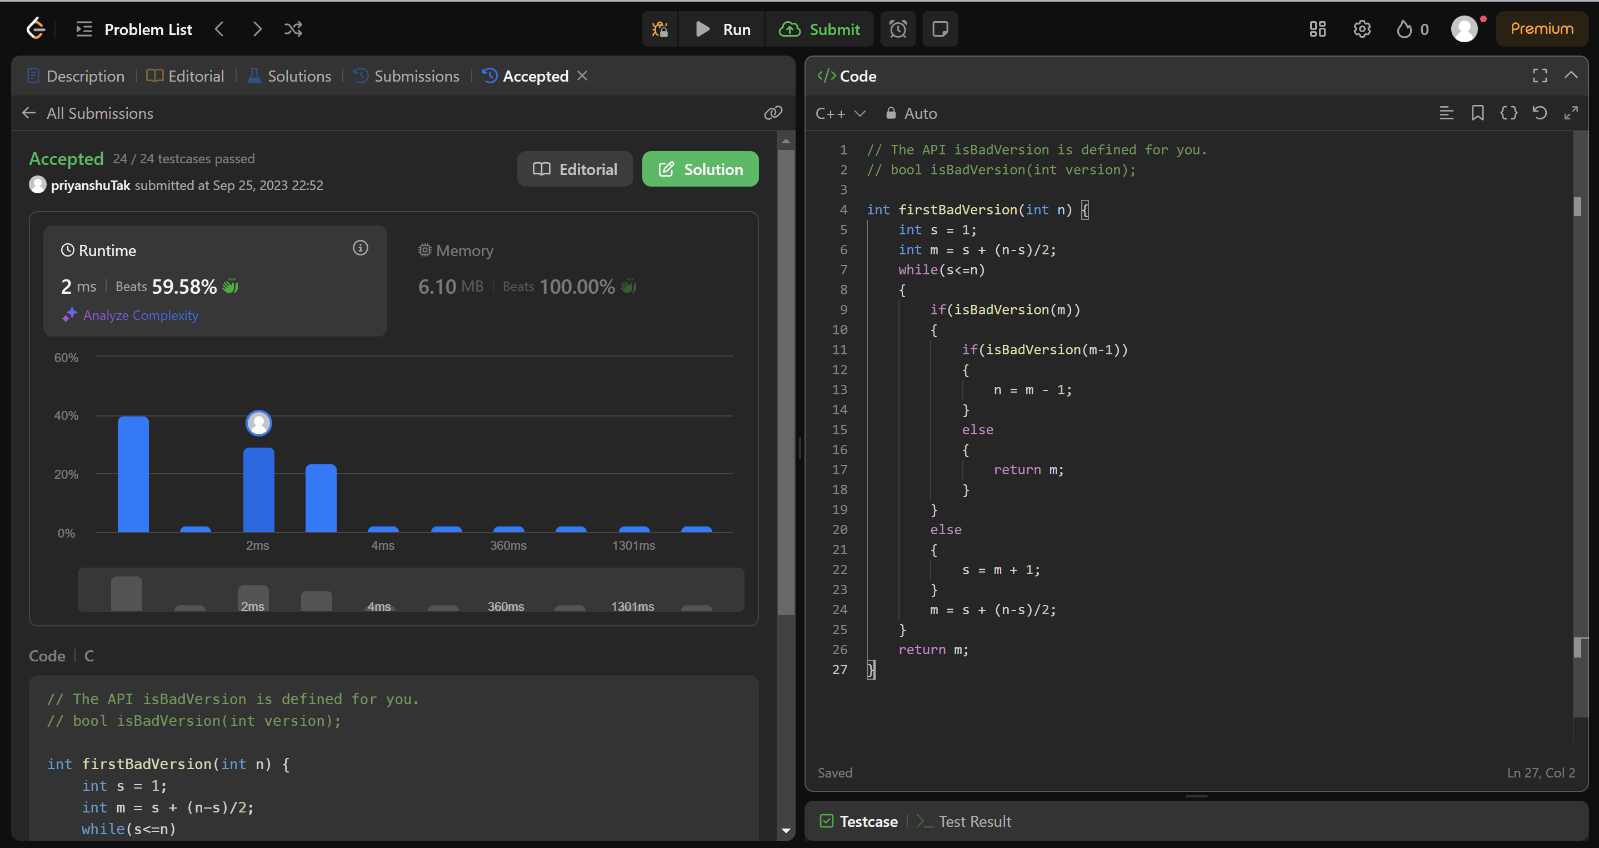 Problem List
Run
Submit
0
Premium
Description
Editorial
Solutions
Submissions
Accepted
All Submissions
Accepted 24 / 24 testcases passed
priyanshuTak submitted at Sep 25, 2023 22:52
Editorial
Solution
Runtime
2 ms | Beats 59.58%
Analyze Complexity
Memory
6.10 MB | Beats 100.00%
60%
40%
20%
0%
2ms 4ms 360ms 1301ms
2ms 4ms 360ms 1301ms
Code | C
// The API isBadVersion is defined for you.
// bool isBadVersion(int version);
int firstBadVersion(int n) {
int s = 1;
int m = s + (n-s)/2;
while(s<=n)
</> Code
C++ Auto
1 // The API isBadVersion is defined for you.
2 // bool isBadVersion(int version);
3
4 int firstBadVersion(int n) {
5 int s = 1;
6 int m = s + (n-s)/2;
7 while(s<=n)
8 {
9 if(isBadVersion(m))
10 {
11 if(isBadVersion(m-1))
12 {
13 n = m - 1;
14 }
15 else
16 {
17 return m;
18 }
19 }
20 else
21 {
22 s = m + 1;
23 }
24 m = s + (n-s)/2;
25 }
26 return m;
27 }
Saved
Ln 27, Col 2
Testcase
Test Result